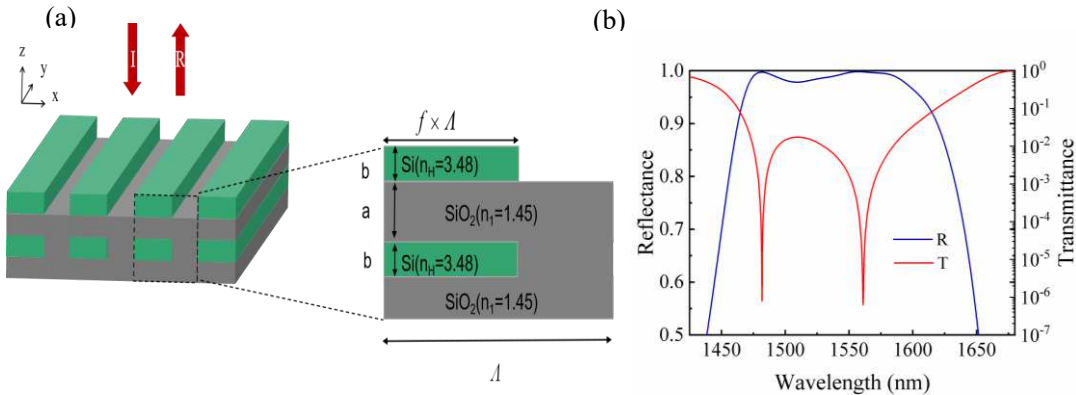 (a)
I
R
z
y
x
f × Λ
b
Si(nH=3.48)
a
SiO2(n1=1.45)
b
Si(nH=3.48)
SiO2(n1=1.45)
Λ
(b)
1.0
0.9
0.8
0.7
0.6
0.5
Reflectance
10^0
10^-1
10^-2
10^-3
10^-4
10^-5
10^-6
10^-7
Transmittance
R
T
1450 1500 1550 1600 1650
Wavelength (nm)